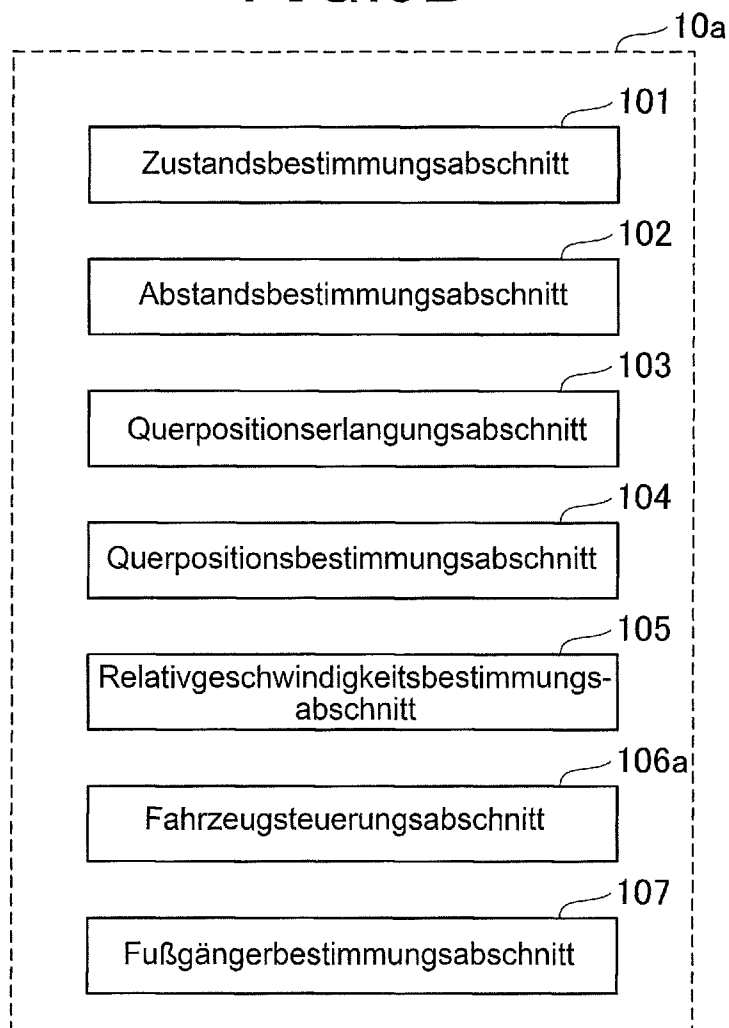 10a
101
Zustandsbestimmungsabschnitt
102
Abstandsbestimmungsabschnitt
103
Querpositionserlangungsabschnitt
104
Querpositionsbestimmungsabschnitt
105
Relativgeschwindigkeitsbestimmungs-
abschnitt
106a
Fahrzeugsteuerungsabschnitt
107
Fußgängerbestimmungsabschnitt